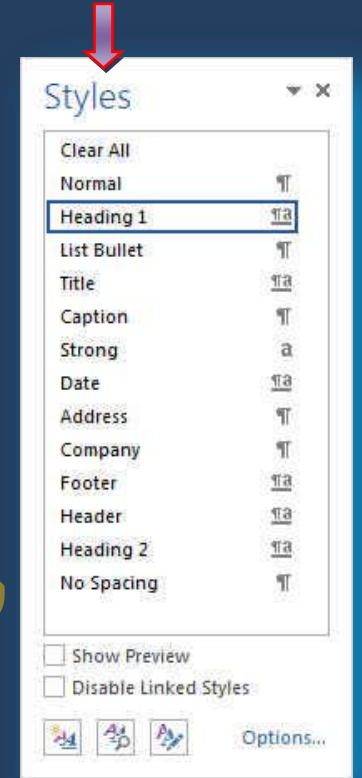 Styles
Clear All
Normal ¶
Heading 1 ¶a
List Bullet ¶
Title ¶a
Caption ¶
Strong a
Date ¶a
Address ¶
Company ¶
Footer ¶a
Header ¶a
Heading 2 ¶a
No Spacing ¶
Show Preview
Disable Linked Styles
Options...